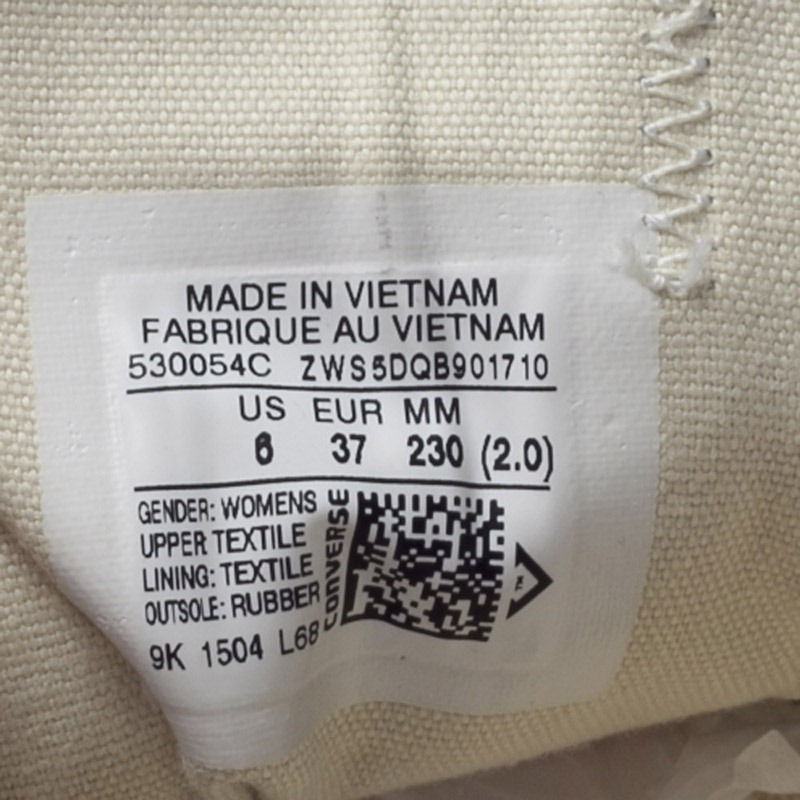 MADE IN VIETNAM
FABRIQUE AU VIETNAM
530054C ZWS5DQB901710
US EUR MM
6 37 230 (2.0)
GENDER: WOMENS
UPPER TEXTILE
LINING: TEXTILE
OUTSOLE: RUBBER
CONVERSE
9K 1504 L68